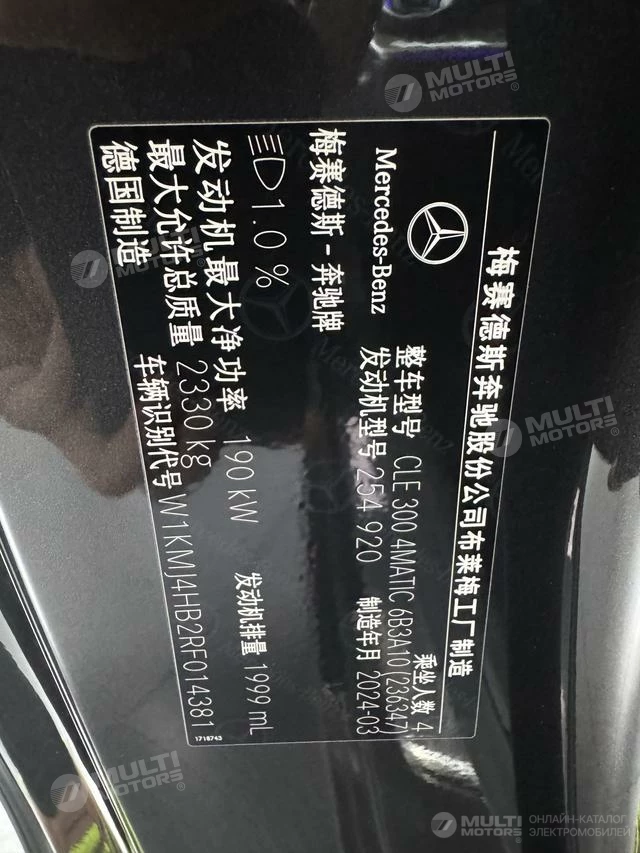 梅赛德斯奔驰股份公司布莱梅工厂制造
Mercedes-Benz
整车型号 CLE 300 4MATIC 6B3A10 (236347)
乘坐人数 4
发动机型号 254 920
制造年月 2024-03
梅赛德斯-奔驰牌
1.0 %
发动机最大净功率 190 kW
发动机排量 1999 mL
最大允许总质量 2330 kg
德国制造
车辆识别代号 W1KMJ4HB2RF014381
1718743
MULTI MOTORS®
MULTI MOTORS®
MULTI MOTORS®
MULTI MOTORS®
MULTI MOTORS®
ОНЛАЙН-КАТАЛОГ
ЭЛЕКТРОМОБИЛЕЙ